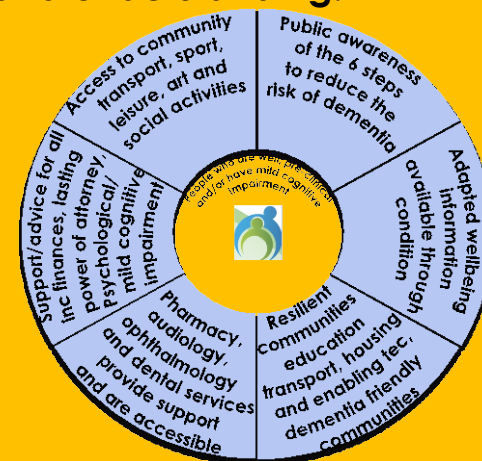 Access to community
transport, sport,
leisure, art and
social activities
Public awareness
of the 6 steps
to reduce the
risk of dementia
Adapted wellbeing
information
available through
condition
Resilient
communities
education
transport, housing
and enabling tec,
dementia friendly
communities
Pharmacy,
audiology,
ophthalmology
and dental services
provide support
and are accessible
Support/advice for all
inc finances, lasting
power of attorney,
Psychological/
mild cognitive
impairment
People who are well, pre-clinical
and/or have mild cognitive
impairment